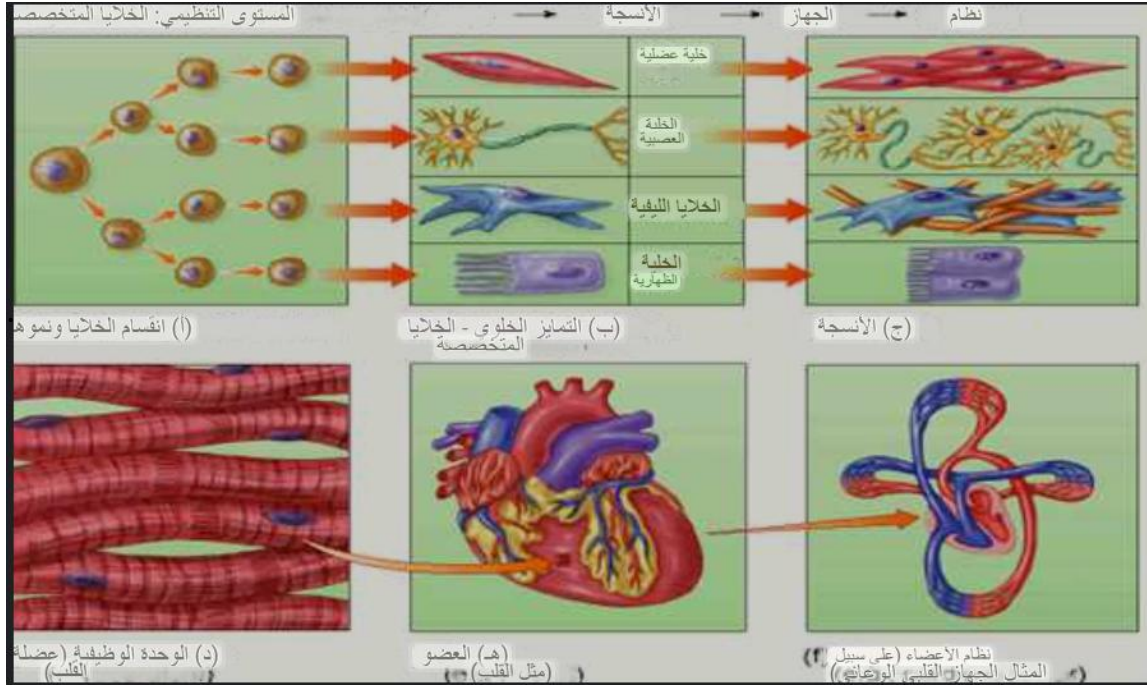 المستوى التنظيمي: الخلايا المتخصصة
الأنسجة
الجهاز
نظام
خلية عضلية
الخلية
العصبية
الخلايا الليفية
الخلية
الظهارية
(أ) انقسام الخلايا ونموها
(ب) التمايز الخلوي - الخلايا
المتخصصة
(ج) الأنسجة
(د) الوحدة الوظيفية (عضلة
القلب)
(هـ) العضو
(مثل القلب)
نظام الأعضاء (على سبيل (f)
المثال الجهاز القلبي الوعائي)